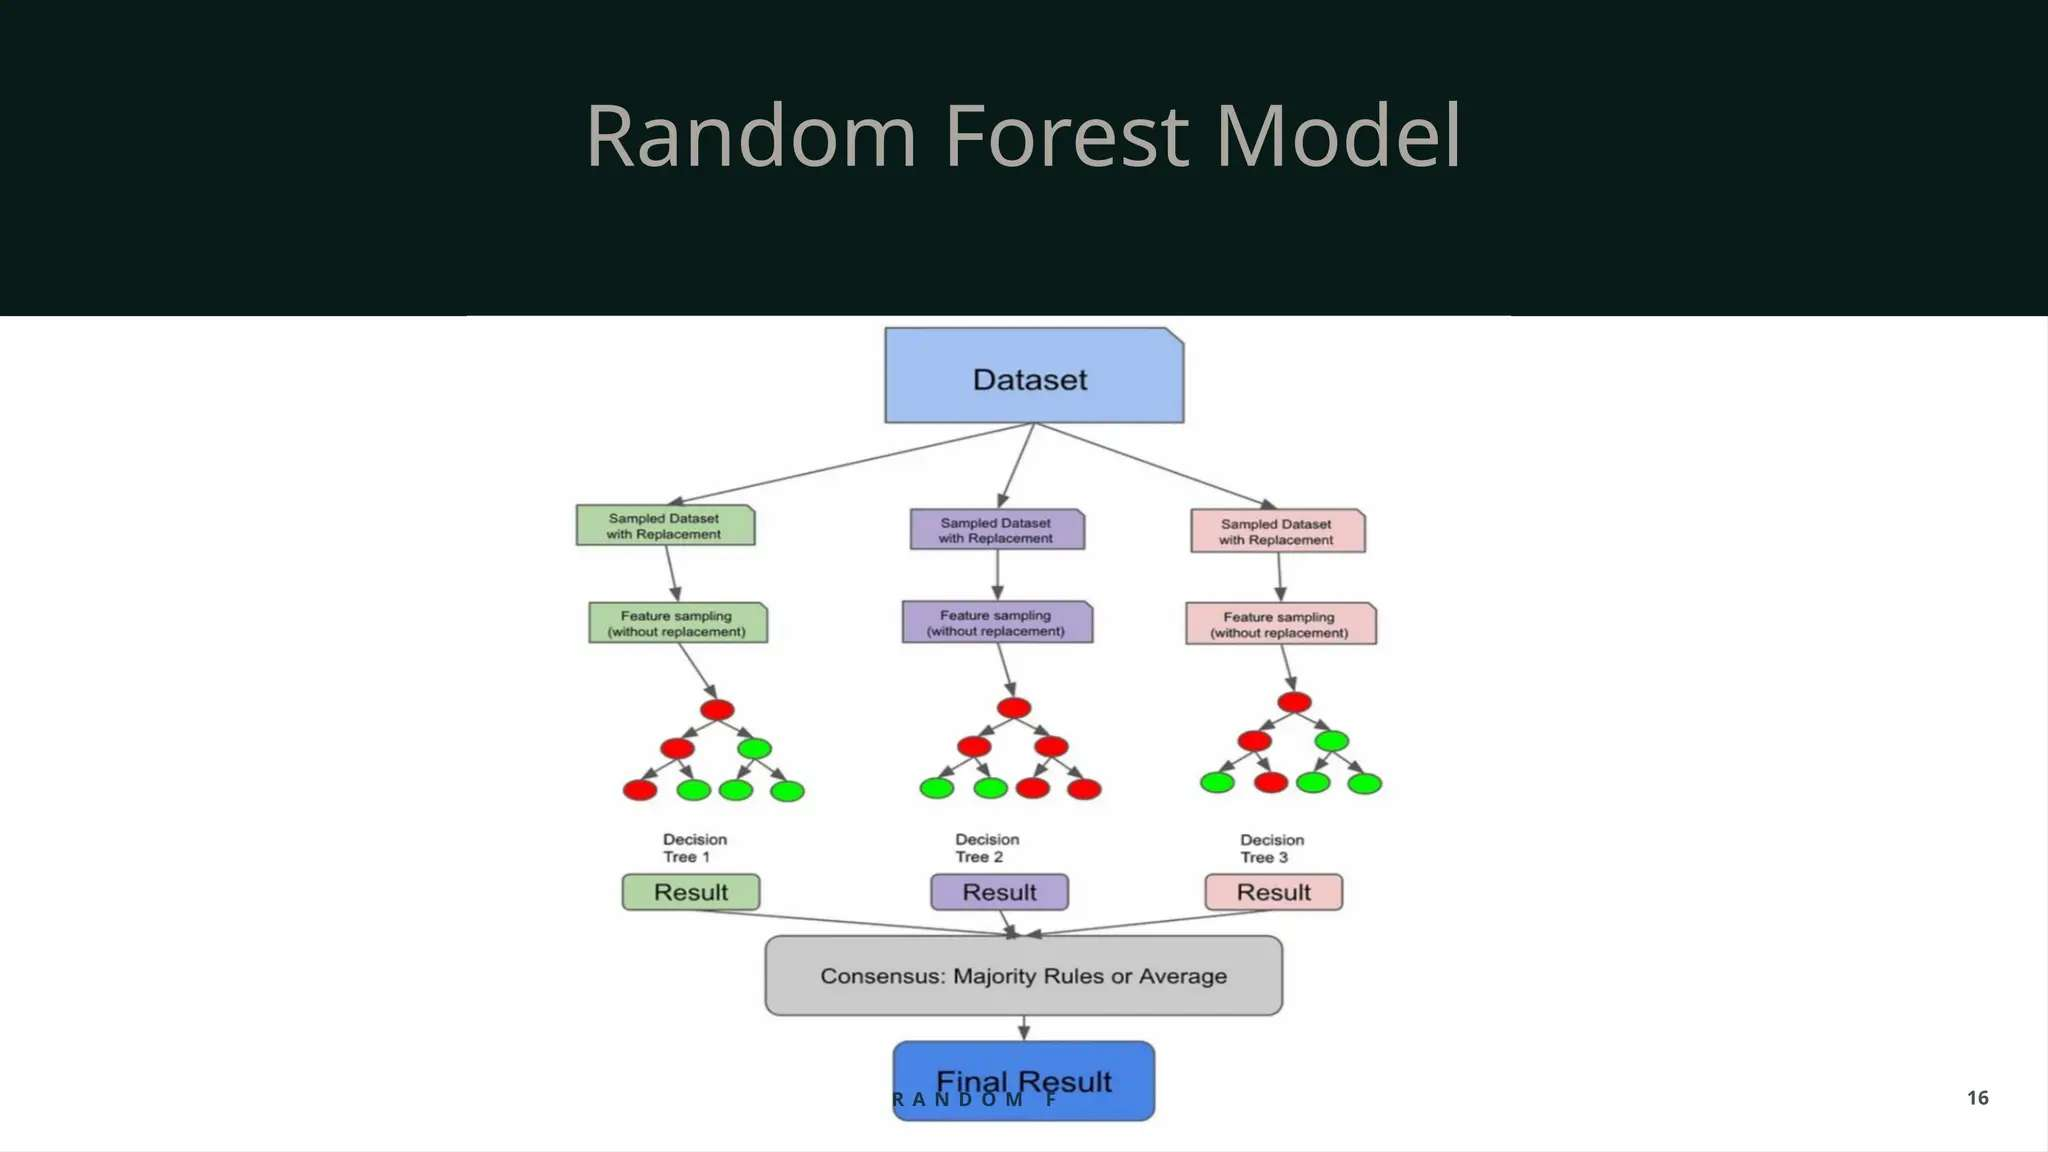 Random Forest Model
Dataset
Sampled Dataset
with Replacement
Sampled Dataset
with Replacement
Sampled Dataset
with Replacement
Feature sampling
(without replacement)
Feature sampling
(without replacement)
Feature sampling
(without replacement)
Decision
Tree 1
Decision
Tree 2
Decision
Tree 3
Result
Result
Result
Consensus: Majority Rules or Average
Final Result
RANDOM F
16